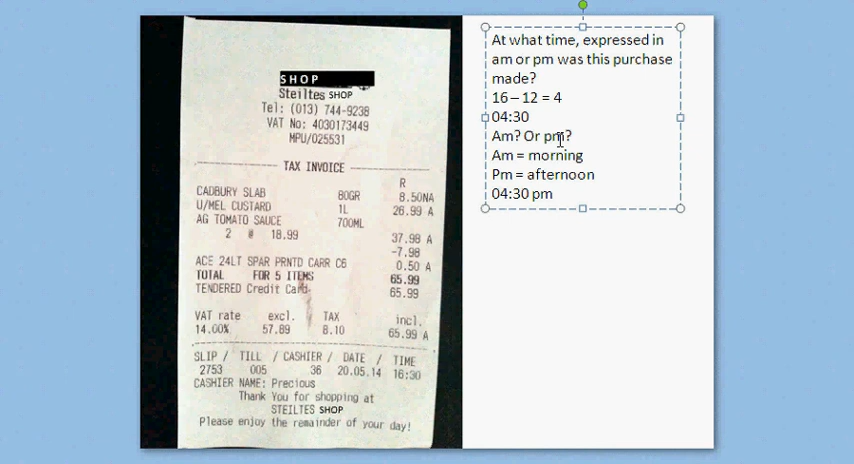 SHOP
Steiltes SHOP
Tel: (013) 744-9238
VAT No: 4030173449
MPU/025531
TAX INVOICE
R
CADBURY SLAB 80GR 8.50NA
U/MEL CUSTARD 1L 26.99 A
AG TOMATO SAUCE 700ML
2 @ 18.99 37.98 A
-7.98
ACE 24LT SPAR PRNTD CARR C6 0.50 A
TOTAL FOR 5 ITEMS 65.99
TENDERED Credit Card 65.99
VAT rate excl. TAX incl.
14.00% 57.89 8.10 65.99 A
SLIP / TILL / CASHIER / DATE / TIME
2753 005 36 20.05.14 16:30
CASHIER NAME: Precious
Thank You for shopping at
STEILTES SHOP
Please enjoy the remainder of your day!
At what time, expressed in
am or pm was this purchase
made?
16 – 12 = 4
04:30
Am? Or pm?
Am = morning
Pm = afternoon
04:30 pm